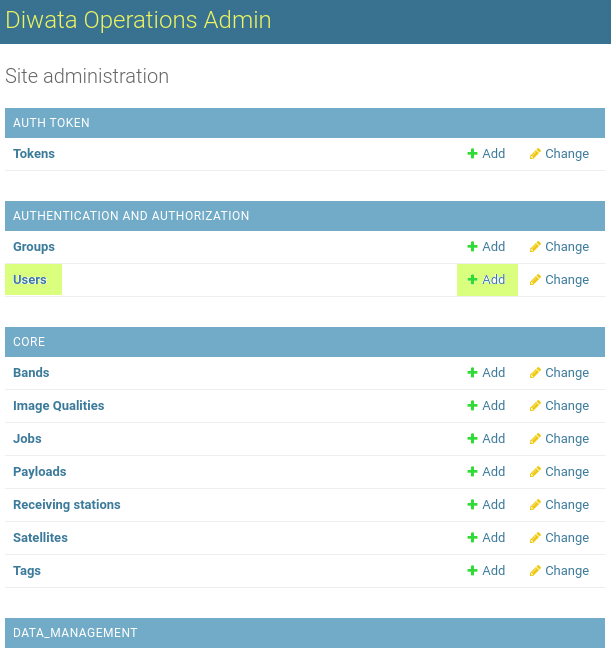 Diwata Operations Admin
Site administration
AUTH TOKEN
Tokens Add Change
AUTHENTICATION AND AUTHORIZATION
Groups Add Change
Users Add Change
CORE
Bands Add Change
Image Qualities Add Change
Jobs Add Change
Payloads Add Change
Receiving stations Add Change
Satellites Add Change
Tags Add Change
DATA_MANAGEMENT